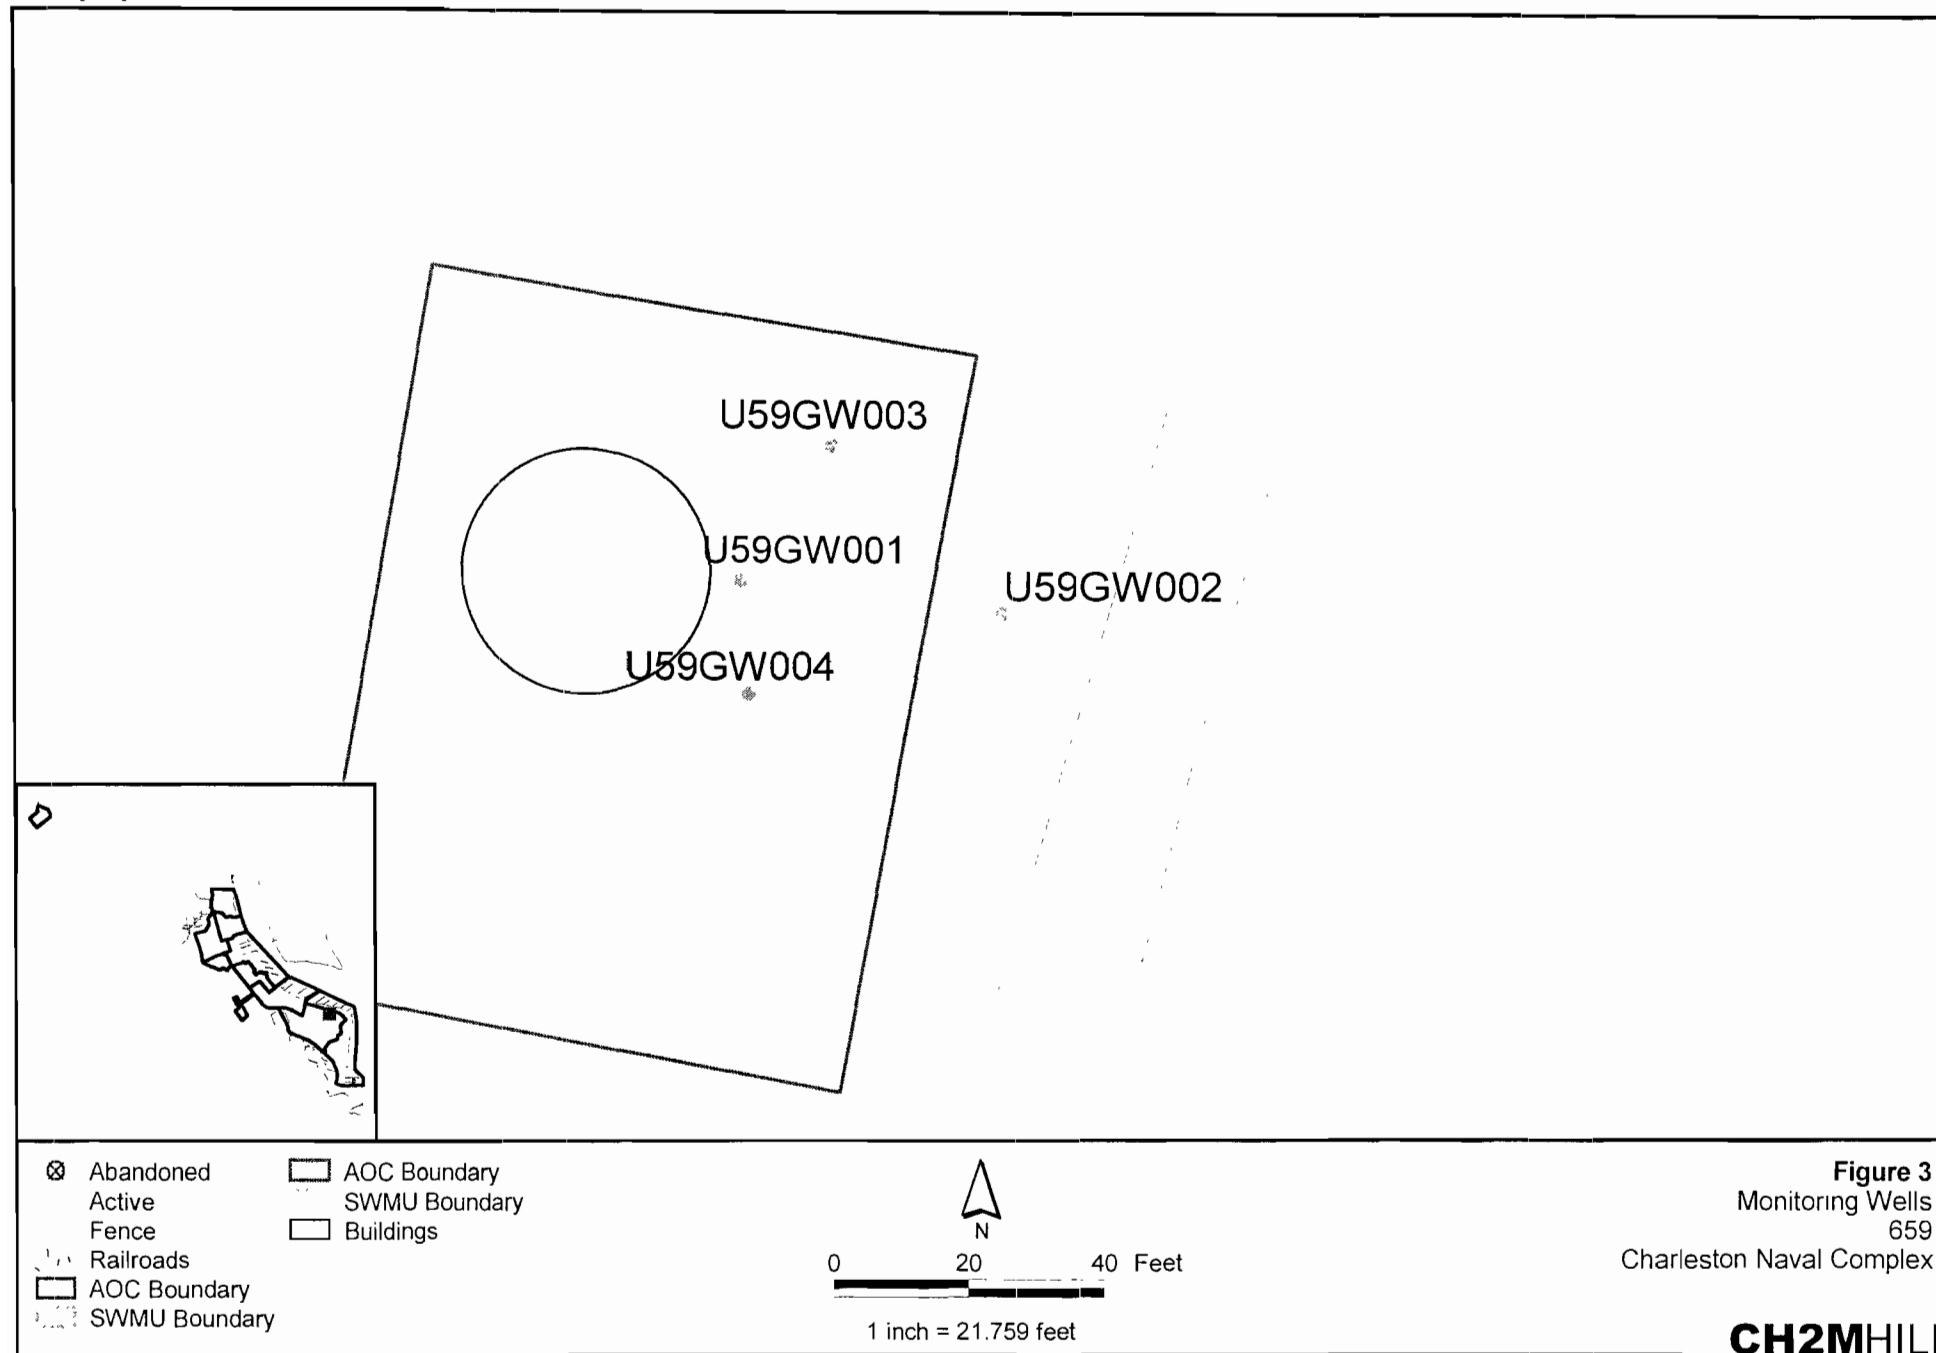 U59GW003
U59GW001
U59GW002
U59GW004
Abandoned
Active
Fence
Railroads
AOC Boundary
SWMU Boundary
AOC Boundary
SWMU Boundary
Buildings
N
0 20 40 Feet
1 inch = 21.759 feet
Figure 3
Monitoring Wells
659
Charleston Naval Complex
CH2MHILL